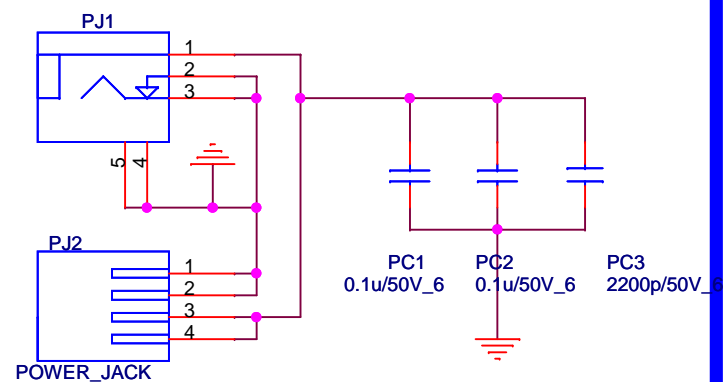 PJ1
1
2
3
5
4
PJ2
1
2
3
4
POWER_JACK
PC1
0.1u/50V_6
PC2
0.1u/50V_6
PC3
2200p/50V_6